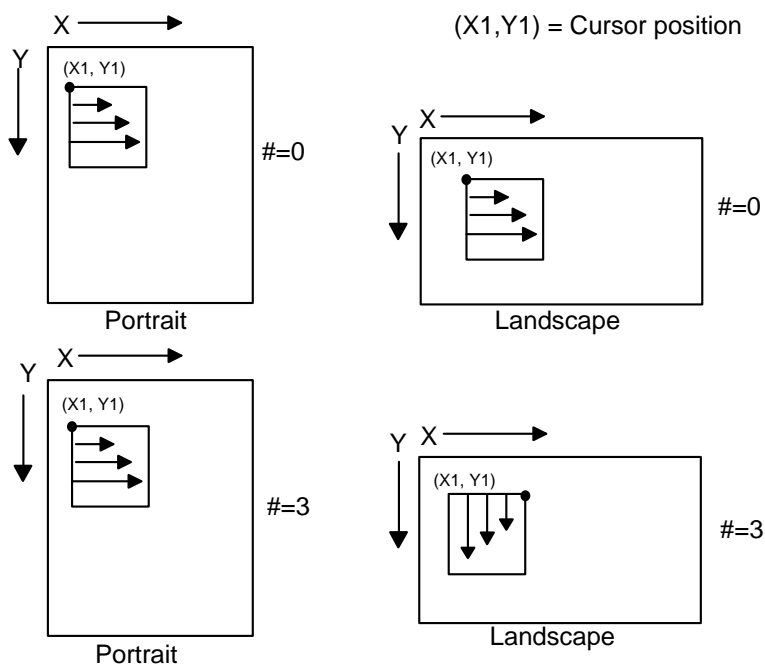 (X1,Y1) = Cursor position
X
Y
(X1, Y1)
#=0
Portrait
X
Y
(X1, Y1)
#=0
Landscape
X
Y
(X1, Y1)
#=3
Portrait
X
Y
(X1, Y1)
#=3
Landscape